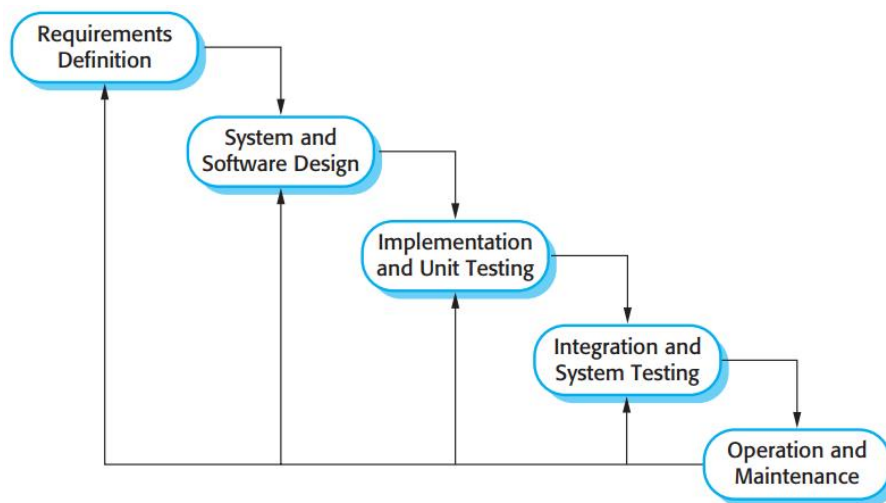 Requirements
Definition
System and
Software Design
Implementation
and Unit Testing
Integration and
System Testing
Operation and
Maintenance